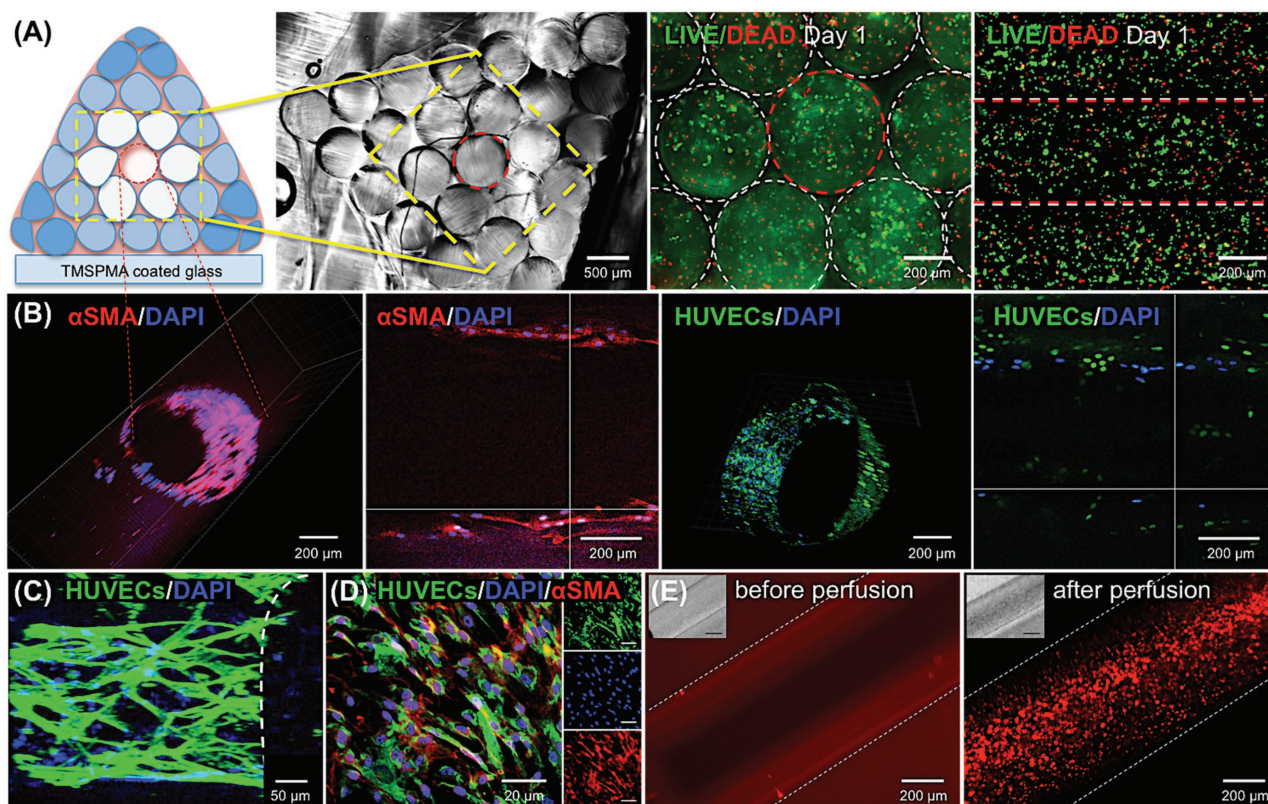 (A)
TMSPMA coated glass
500 µm
LIVE/DEAD Day 1
200 µm
LIVE/DEAD Day 1
200 µm
(B)
αSMA/DAPI
200 µm
αSMA/DAPI
200 µm
HUVECs/DAPI
200 µm
HUVECs/DAPI
200 µm
(C)
HUVECs/DAPI
50 µm
(D)
HUVECs/DAPI/αSMA
20 µm
(E)
before perfusion
200 µm
after perfusion
200 µm